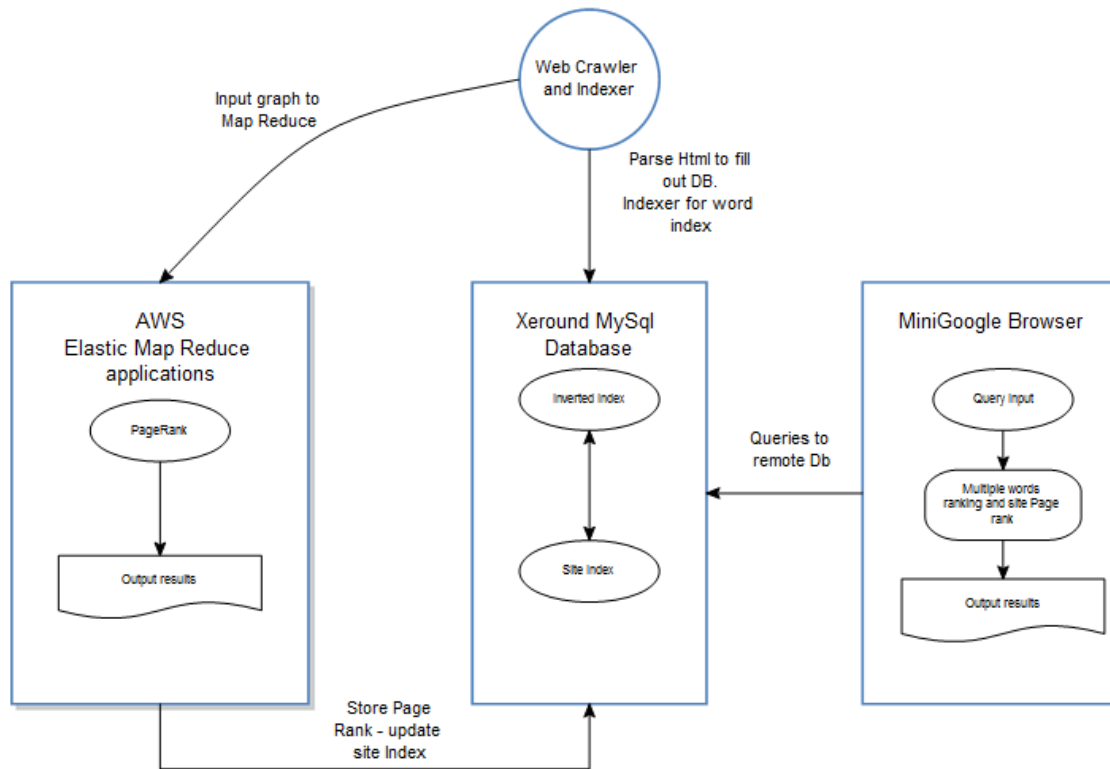 Web Crawler
and Indexer
Input graph to
Map Reduce
Parse Html to fill
out DB.
Indexer for word
index
AWS
Elastic Map Reduce
applications
PageRank
Output results
Xeround MySql
Database
Inverted Index
Site Index
Queries to
remote Db
MiniGoogle Browser
Query Input
Multiple words
ranking and site Page
rank
Output results
Store Page
Rank - update
site Index